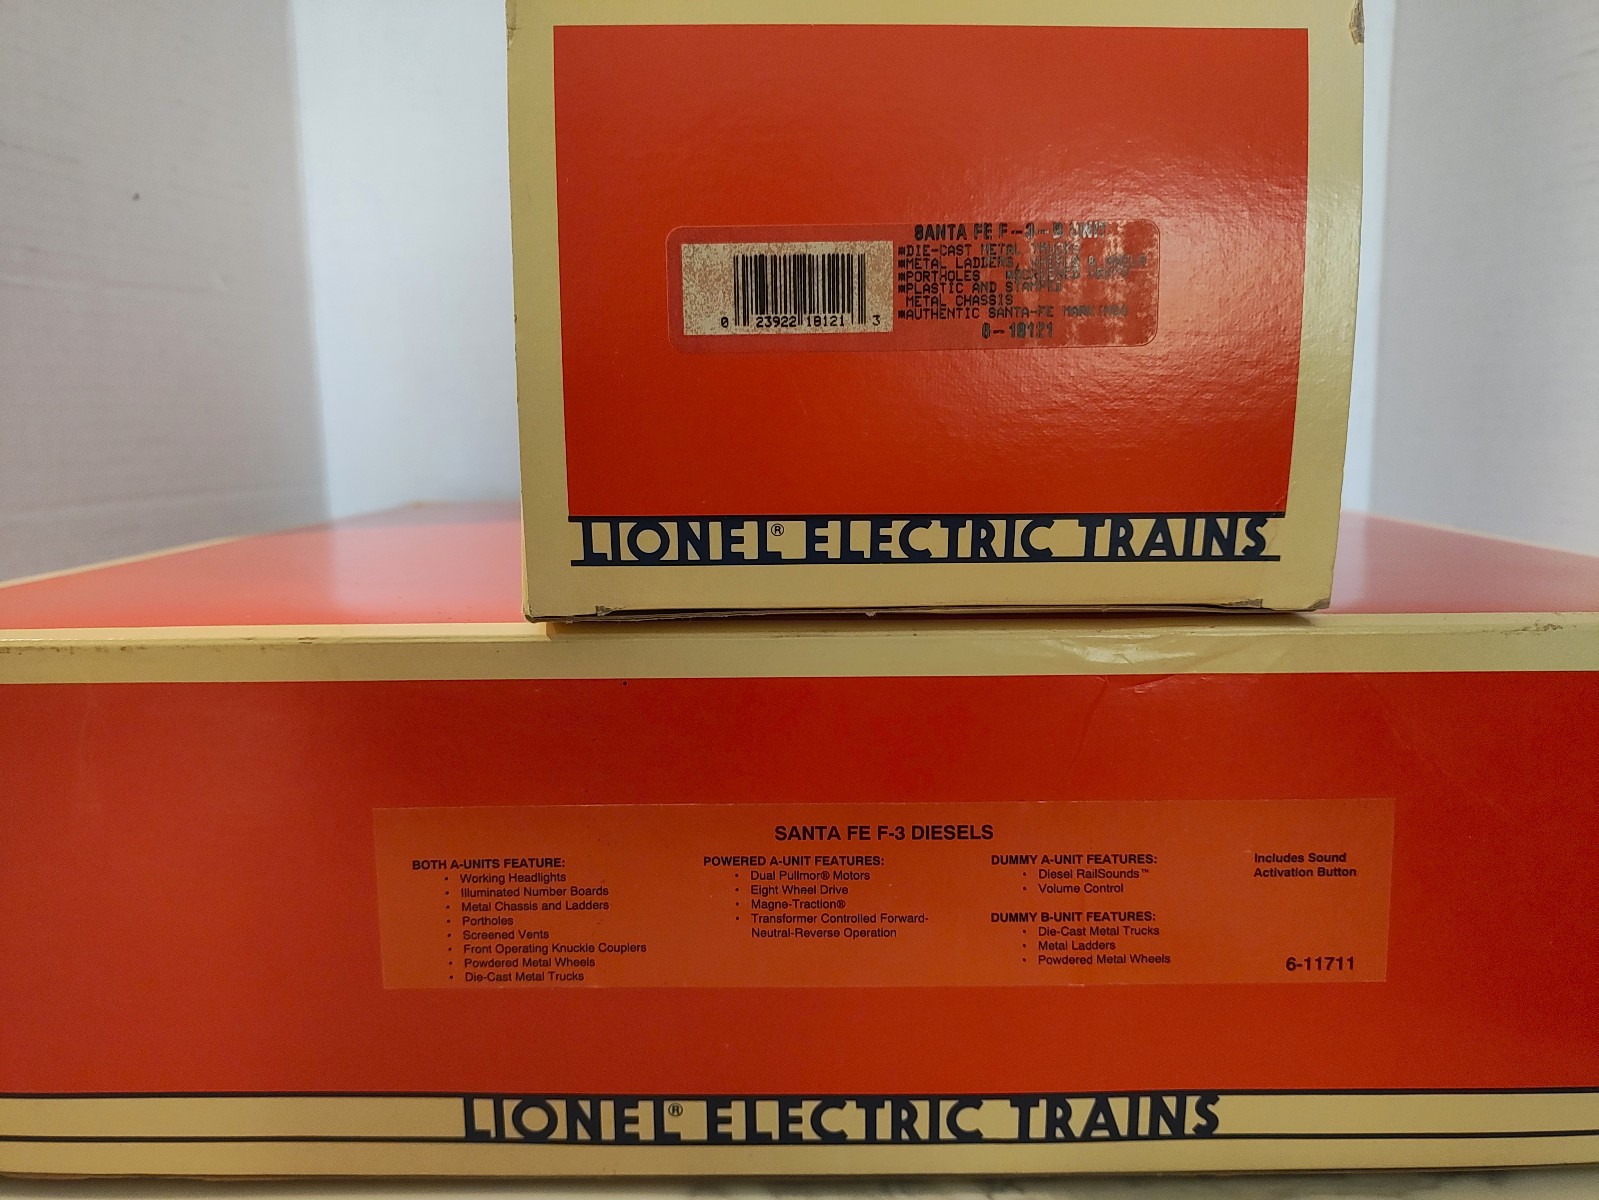 SANTA FE F-3-B UNIT
■DIE-CAST METAL TRUCKS
■METAL LADDERS,
■PORTHOLES
■PLASTIC AND STAMPED
METAL CHASSIS
■AUTHENTIC SANTA-FE MARKINGS
6-18121
0 23922 18121 3
LIONEL® ELECTRIC TRAINS
SANTA FE F-3 DIESELS
BOTH A-UNITS FEATURE:
• Working Headlights
• Illuminated Number Boards
• Metal Chassis and Ladders
• Portholes
• Screened Vents
• Front Operating Knuckle Couplers
• Powdered Metal Wheels
• Die-Cast Metal Trucks
POWERED A-UNIT FEATURES:
• Dual Pullmor® Motors
• Eight Wheel Drive
• Magne-Traction®
• Transformer Controlled Forward-
Neutral-Reverse Operation
DUMMY A-UNIT FEATURES:
• Diesel RailSounds™
• Volume Control
DUMMY B-UNIT FEATURES:
• Die-Cast Metal Trucks
• Metal Ladders
• Powdered Metal Wheels
Includes Sound
Activation Button
6-11711
LIONEL® ELECTRIC TRAINS